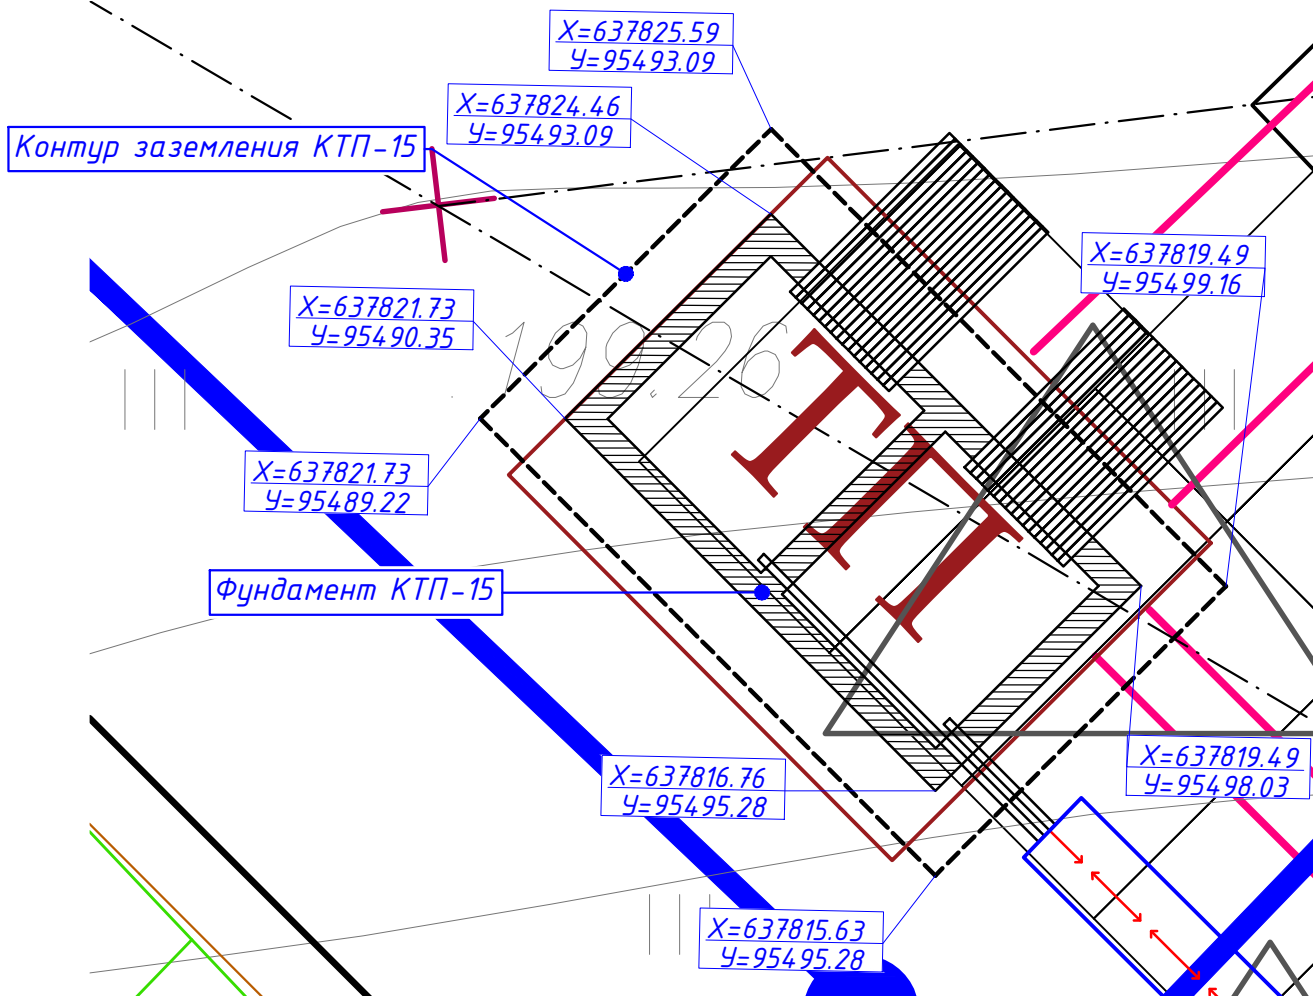 X=637825.59
У=95493.09
X=637824.46
У=95493.09
Контур заземления КТП-15
X=637819.49
У=95499.16
X=637821.73
У=95490.35
199.26
ТП
X=637821.73
У=95489.22
Фундамент КТП-15
X=637819.49
У=95498.03
X=637816.76
У=95495.28
X=637815.63
У=95495.28